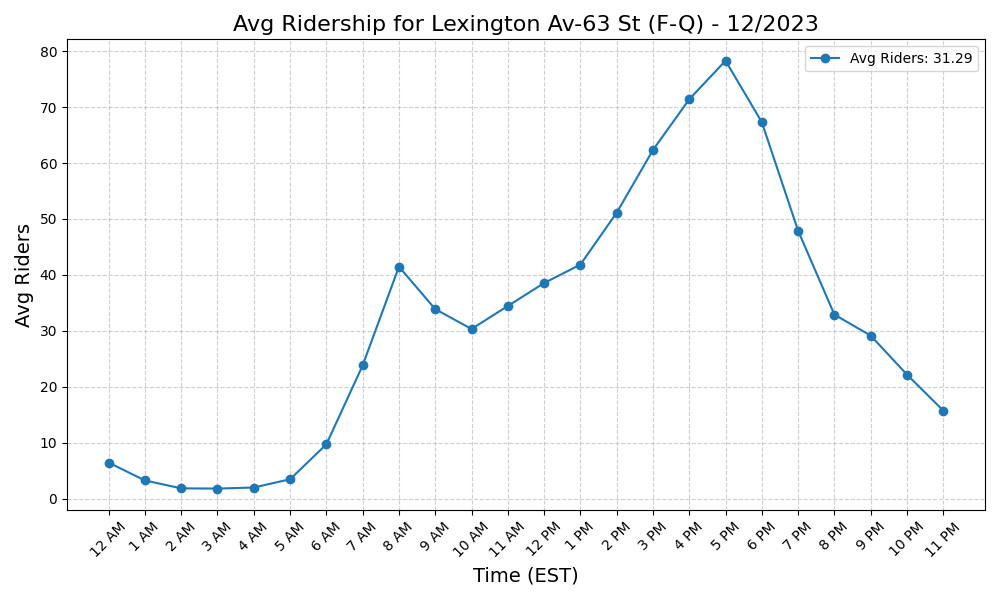 Avg Ridership for Lexington Av-63 St (F-Q) - 12/2023
Avg Riders: 31.29
Avg Riders
80
70
60
50
40
30
20
10
0
12 AM
1 AM
2 AM
3 AM
4 AM
5 AM
6 AM
7 AM
8 AM
9 AM
10 AM
11 AM
12 PM
1 PM
2 PM
3 PM
4 PM
5 PM
6 PM
7 PM
8 PM
9 PM
10 PM
11 PM
Time (EST)